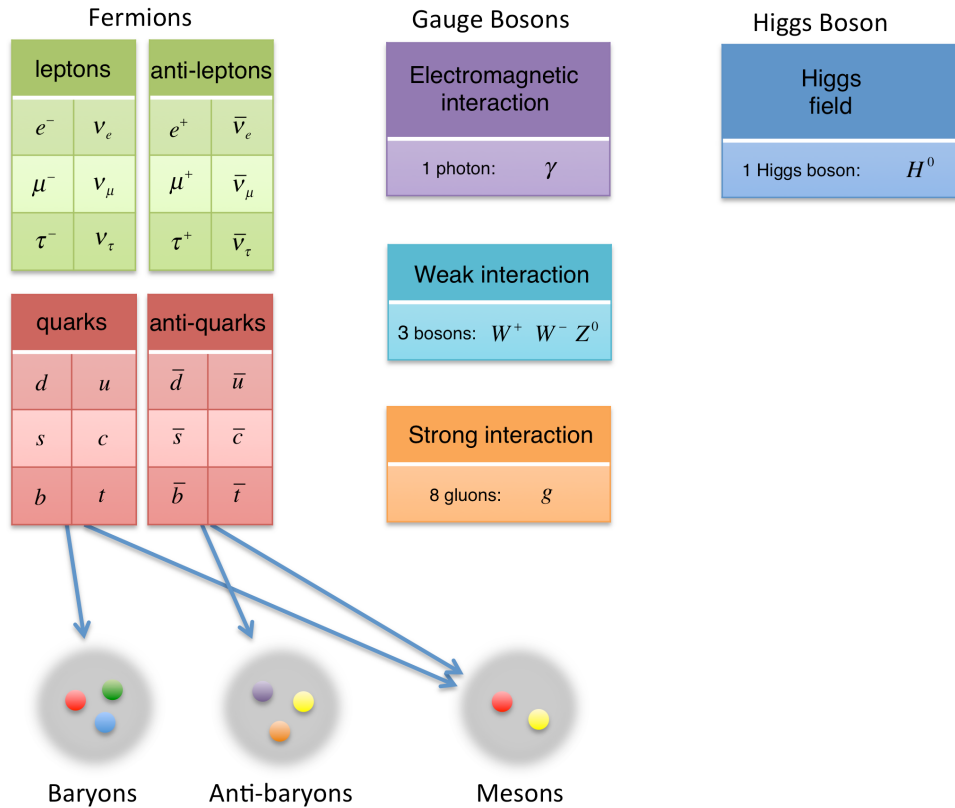 Fermions
Gauge Bosons
Higgs Boson
leptons
anti-leptons
e⁻ ν_e
e⁺ ν̅_e
μ⁻ ν_μ
μ⁺ ν̅_μ
τ⁻ ν_τ
τ⁺ ν̅_τ
quarks
anti-quarks
d u
d̅ u̅
s c
s̅ c̅
b t
b̅ t̅
Electromagnetic
interaction
1 photon: γ
Weak interaction
3 bosons: W⁺ W⁻ Z⁰
Strong interaction
8 gluons: g
Higgs
field
1 Higgs boson: H⁰
Baryons
Anti-baryons
Mesons